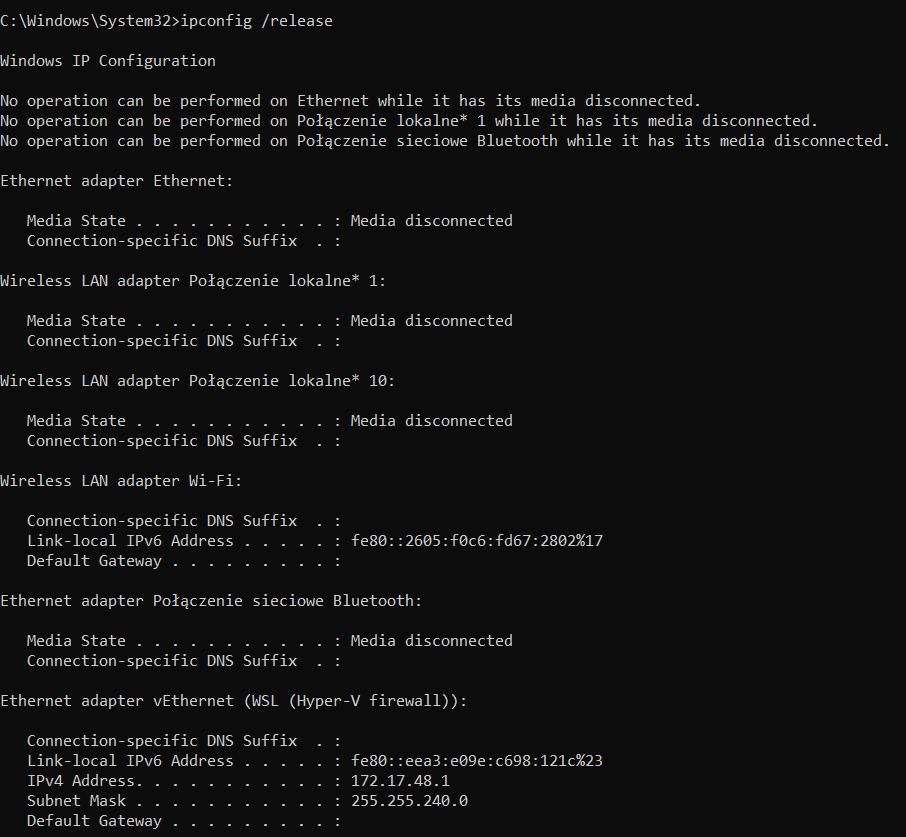 C:\Windows\System32>ipconfig /release
Windows IP Configuration
No operation can be performed on Ethernet while it has its media disconnected.
No operation can be performed on Połączenie lokalne* 1 while it has its media disconnected.
No operation can be performed on Połączenie sieciowe Bluetooth while it has its media disconnected.
Ethernet adapter Ethernet:
Media State . . . . . . . . . . . : Media disconnected
Connection-specific DNS Suffix  . :
Wireless LAN adapter Połączenie lokalne* 1:
Media State . . . . . . . . . . . : Media disconnected
Connection-specific DNS Suffix  . :
Wireless LAN adapter Połączenie lokalne* 10:
Media State . . . . . . . . . . . : Media disconnected
Connection-specific DNS Suffix  . :
Wireless LAN adapter Wi-Fi:
Connection-specific DNS Suffix  . :
Link-local IPv6 Address . . . . . : fe80::2605:f0c6:fd67:2802%17
Default Gateway . . . . . . . . . :
Ethernet adapter Połączenie sieciowe Bluetooth:
Media State . . . . . . . . . . . : Media disconnected
Connection-specific DNS Suffix  . :
Ethernet adapter vEthernet (WSL (Hyper-V firewall)):
Connection-specific DNS Suffix  . :
Link-local IPv6 Address . . . . . : fe80::eea3:e09e:c698:121c%23
IPv4 Address. . . . . . . . . . . : 172.17.48.1
Subnet Mask . . . . . . . . . . . : 255.255.240.0
Default Gateway . . . . . . . . . :